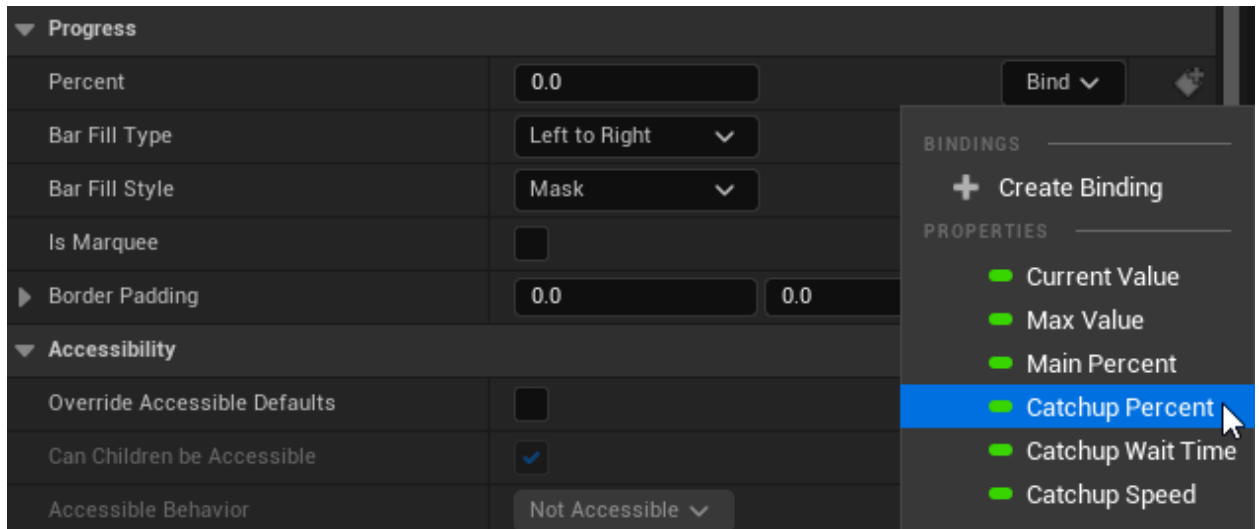 Progress
Percent 0.0 Bind
Bar Fill Type Left to Right
BINDINGS
Bar Fill Style Mask
Create Binding
PROPERTIES
Is Marquee
Current Value
Border Padding 0.0 0.0
Max Value
Accessibility
Main Percent
Override Accessible Defaults
Catchup Percent
Can Children be Accessible
Catchup Wait Time
Accessible Behavior Not Accessible
Catchup Speed